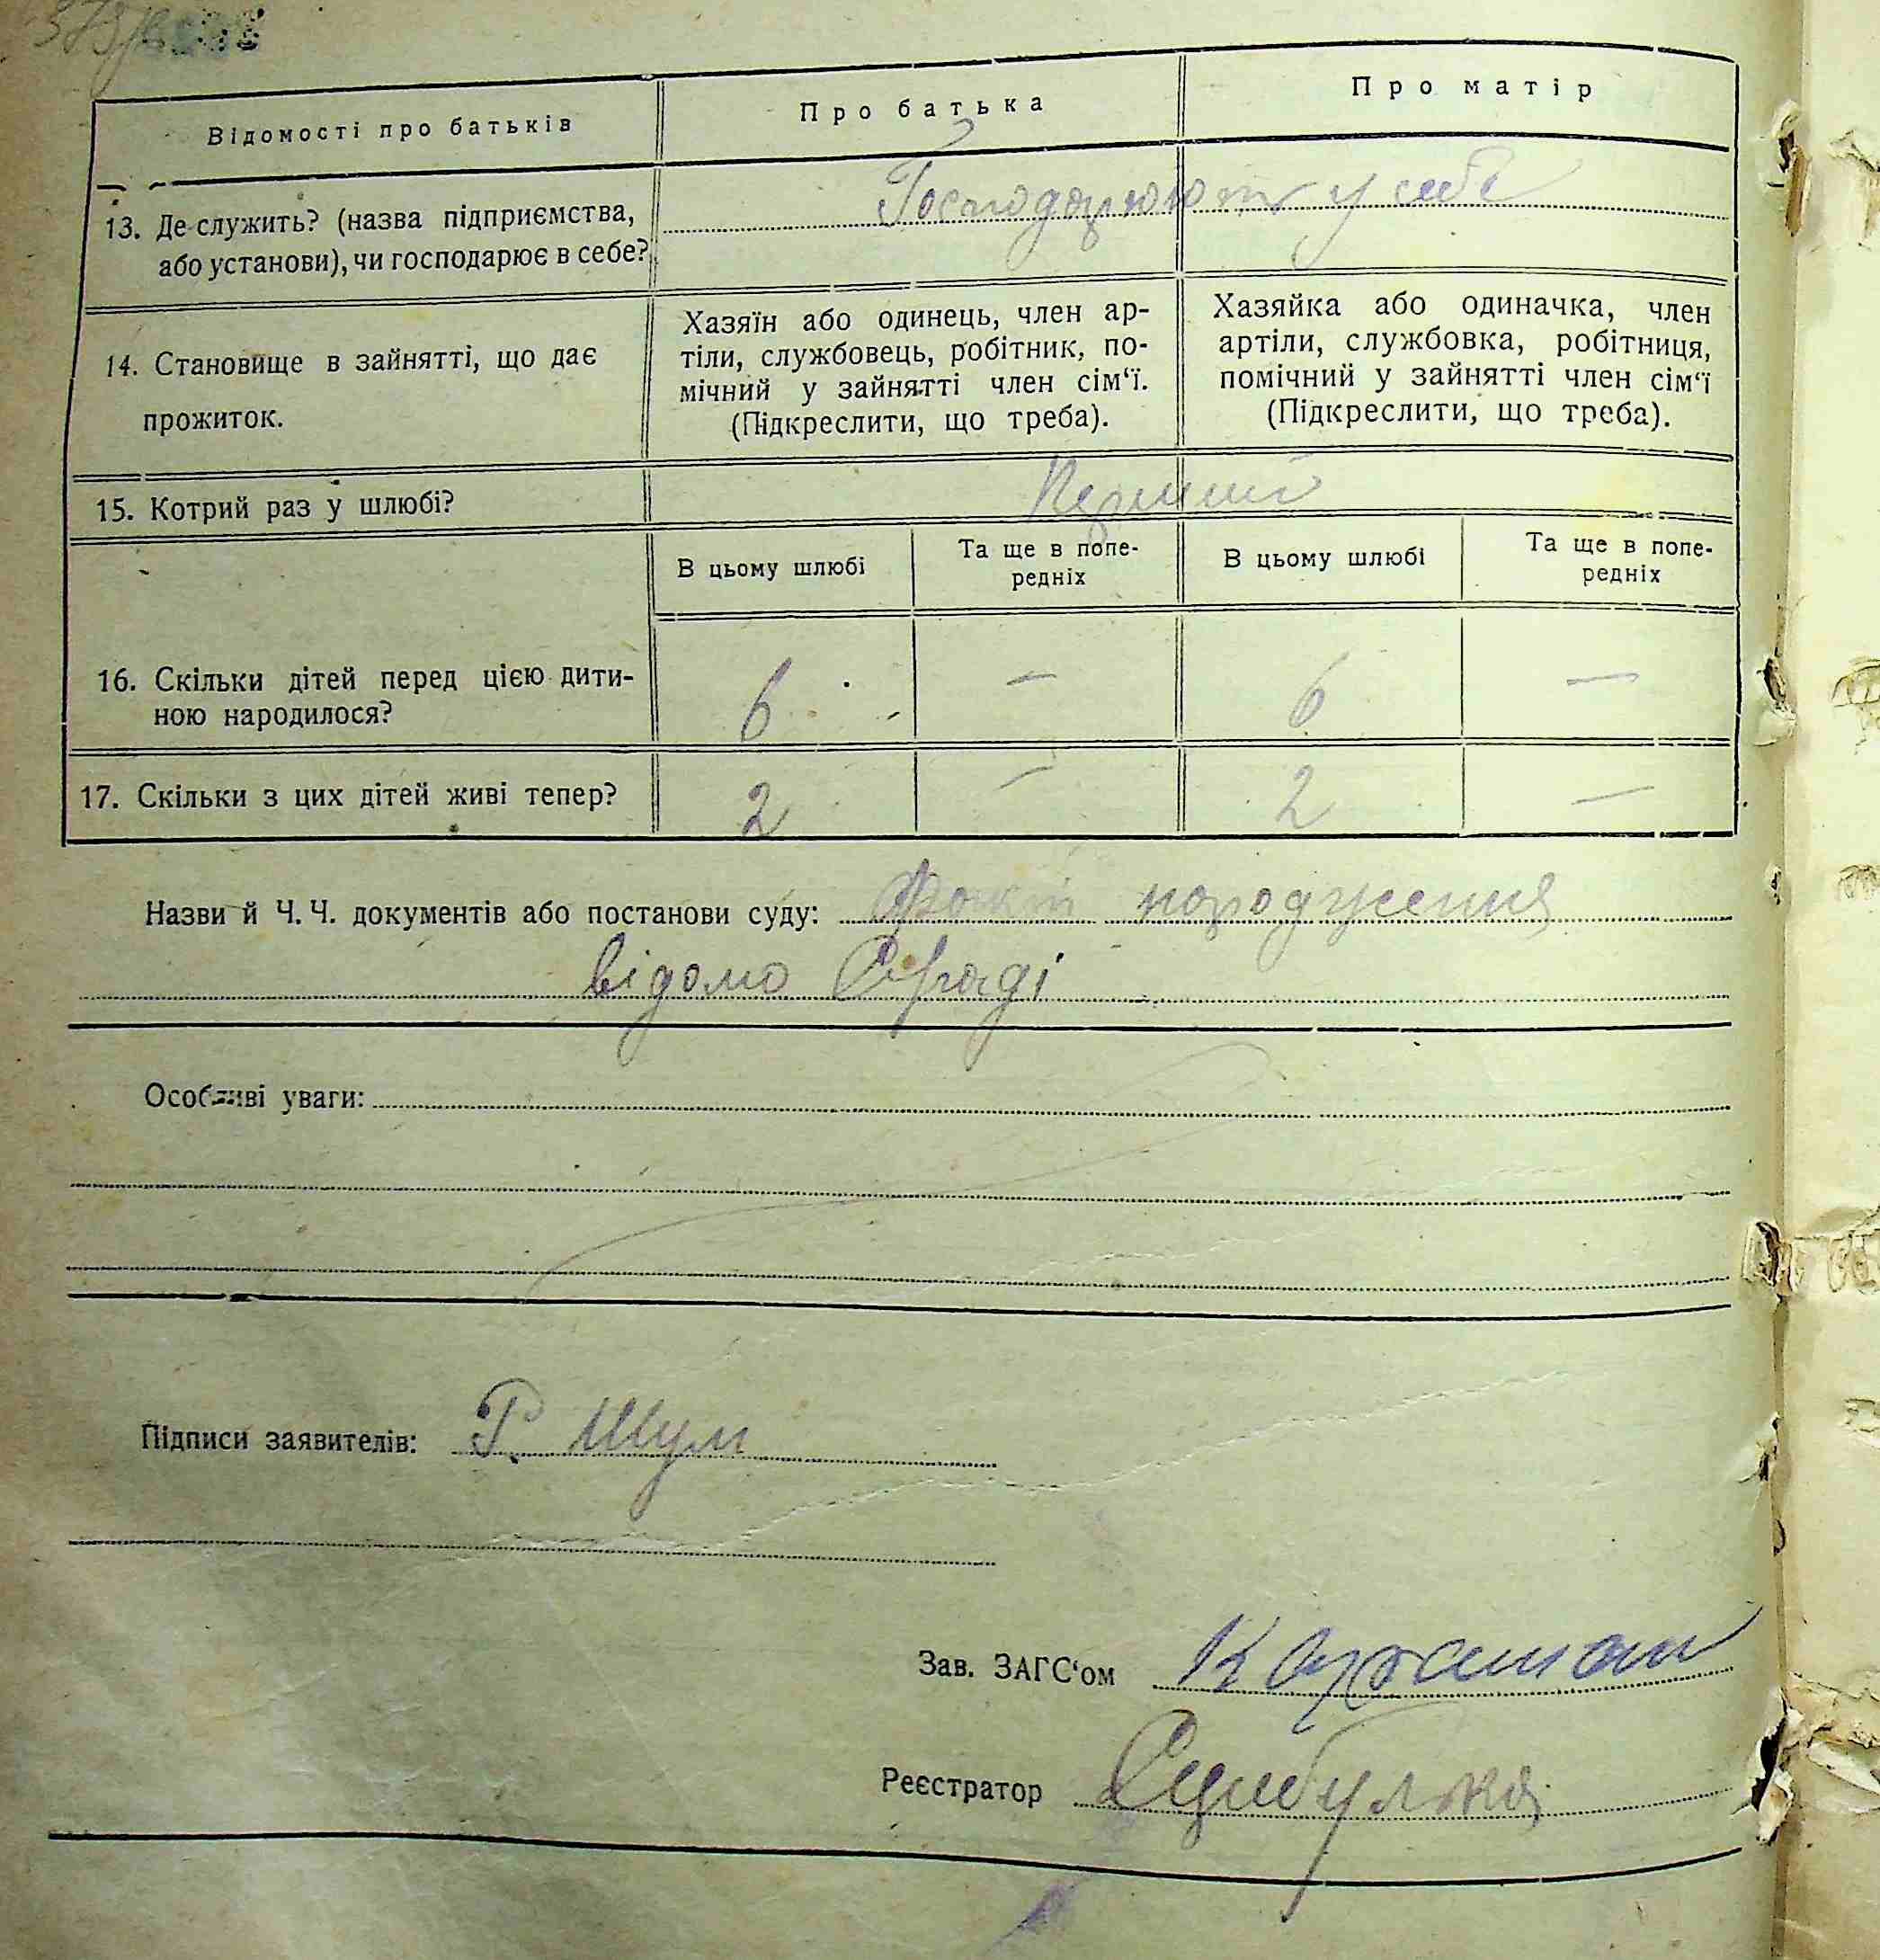 Відомості про батьків
Про батька
Про матір
13. Де служить? (назва підприємства,
або установи), чи господарює в себе?
Господорюють у себе
14. Становище в зайнятті, що дає
прожиток.
Хазяїн або одинець, член ар-
тіли, службовець, робітник, по-
мічний у зайнятті член сім‘ї.
(Підкреслити, що треба).
Хазяйка або одиначка, член
артіли, службовка, робітниця,
помічний у зайнятті член сім‘ї
(Підкреслити, що треба).
15. Котрий раз у шлюбі?
Перший
В цьому шлюбі
Та ще в попе-
редніх
В цьому шлюбі
Та ще в попе-
редніх
16. Скільки дітей перед цією дити-
ною народилося?
6 — 6 —
17. Скільки з цих дітей живі тепер?
2 — 2 —
Назви й Ч. Ч. документів або постанови суду: Факт народження
відомо С/раді
Особливі уваги:
Підписи заявителів: Г. Шум
Зав. ЗАГС‘ом
Реєстратор